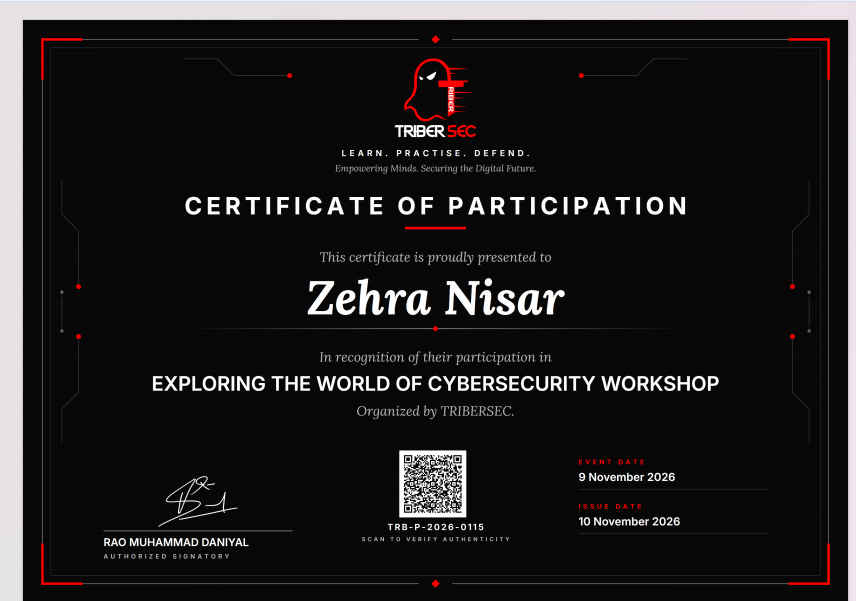 RIBER
TRIBER SEC
LEARN. PRACTISE. DEFEND.
Empowering Minds. Securing the Digital Future.
CERTIFICATE OF PARTICIPATION
This certificate is proudly presented to
Zehra Nisar
In recognition of their participation in
EXPLORING THE WORLD OF CYBERSECURITY WORKSHOP
Organized by TRIBERSEC.
RAO MUHAMMAD DANIYAL
AUTHORIZED SIGNATORY
TRB-P-2026-0115
SCAN TO VERIFY AUTHENTICITY
EVENT DATE
9 November 2026
ISSUE DATE
10 November 2026